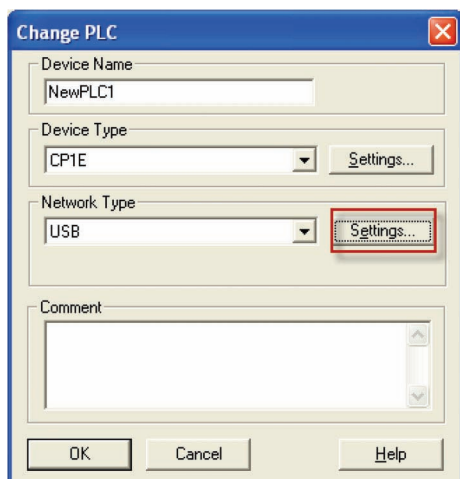 Change PLC
Device Name
NewPLC1
Device Type
CP1E
Settings...
Network Type
USB
Settings...
Comment
OK Cancel Help